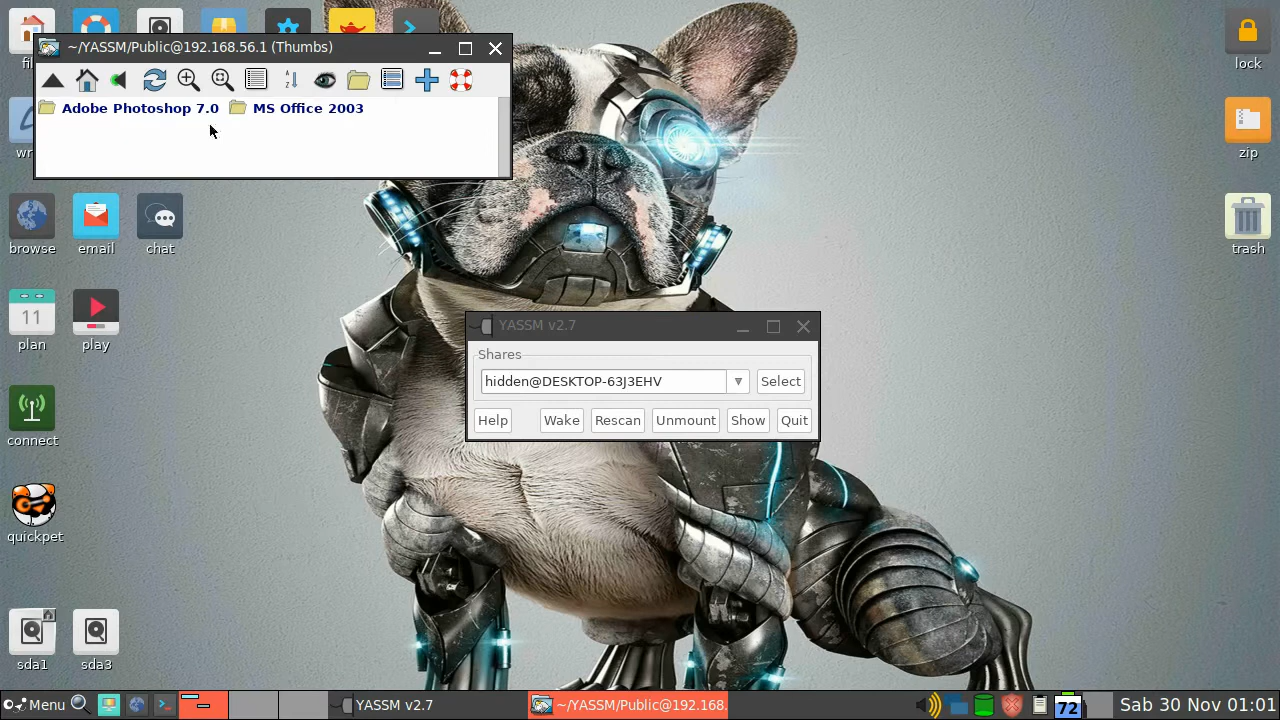 ~/YASSM/Public@192.168.56.1 (Thumbs)
Adobe Photoshop 7.0
MS Office 2003
lock
zip
trash
browse
email
chat
plan
11
play
connect
quickpet
sda1
sda3
YASSM v2.7
Shares
hidden@DESKTOP-63J3EHV
Select
Help
Wake
Rescan
Unmount
Show
Quit
Menu
YASSM v2.7
~/YASSM/Public@192.168.
72
Sab 30 Nov 01:01